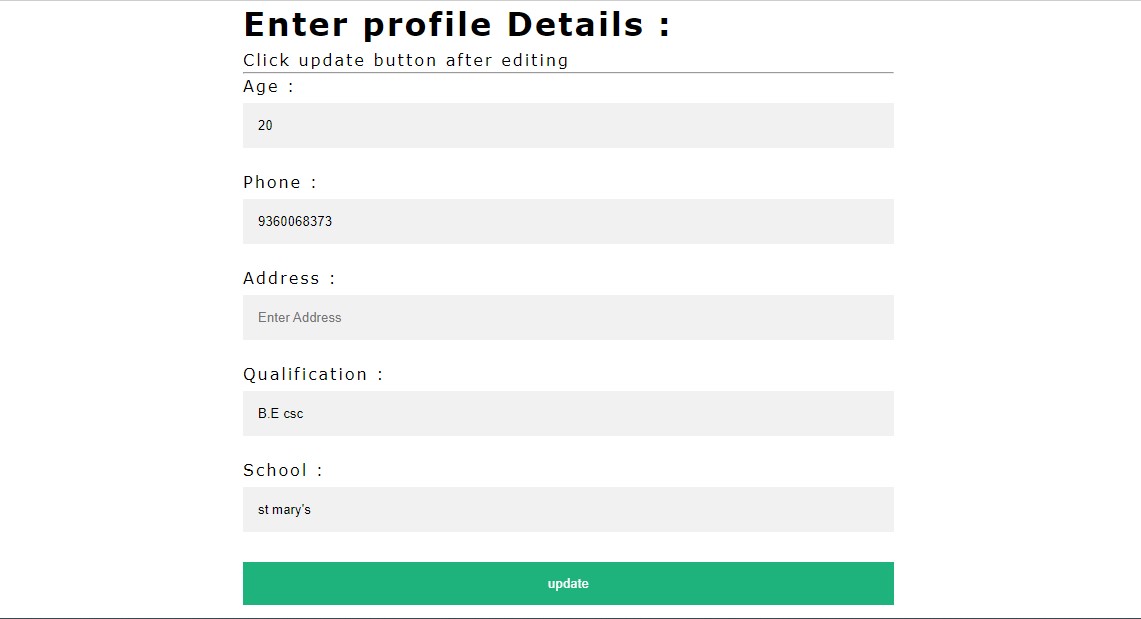 Enter profile Details :
Click update button after editing
Age :
20
Phone :
9360068373
Address :
Enter Address
Qualification :
B.E csc
School :
st mary's
update